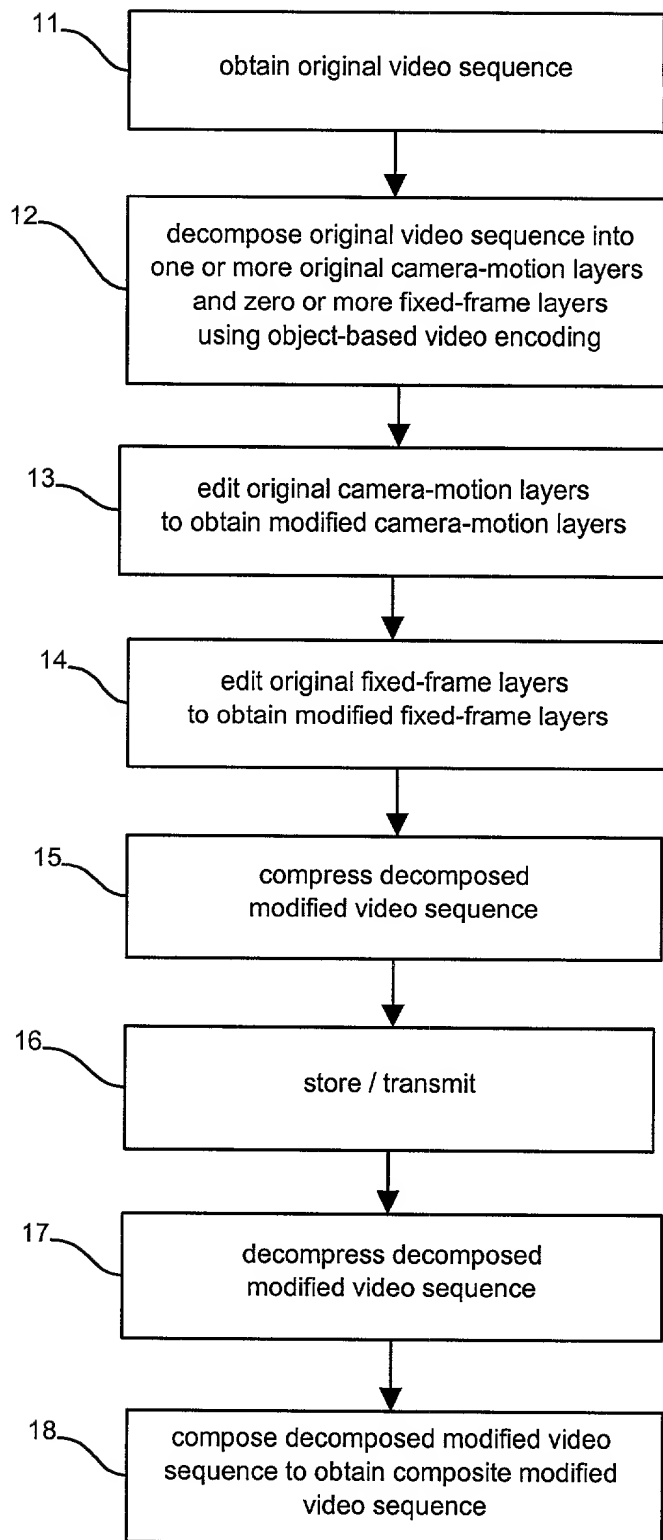 11
obtain original video sequence
12
decompose original video sequence into
one or more original camera-motion layers
and zero or more fixed-frame layers
using object-based video encoding
13
edit original camera-motion layers
to obtain modified camera-motion layers
14
edit original fixed-frame layers
to obtain modified fixed-frame layers
15
compress decomposed
modified video sequence
16
store / transmit
17
decompress decomposed
modified video sequence
18
compose decomposed modified video
sequence to obtain composite modified
video sequence